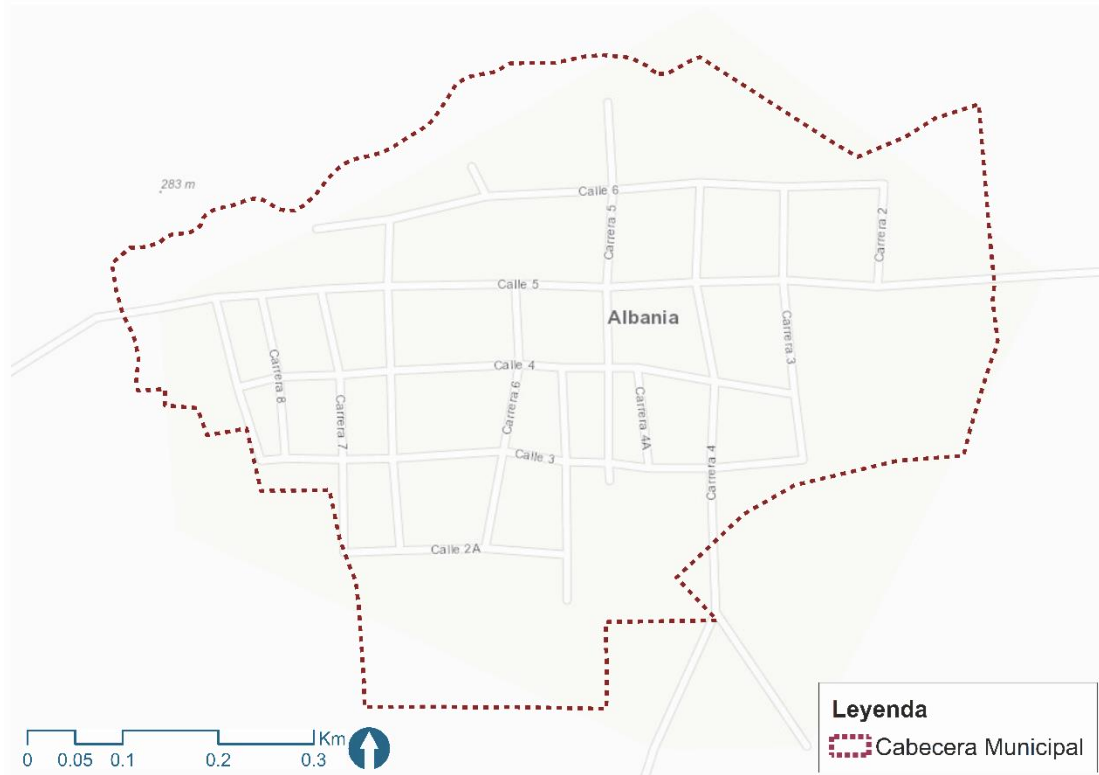 283 m
Calle 6
Carrera 5
Carrera 2
Calle 5
Albania
Carrera 3
Calle 4
Carrera 8
Carrera 7
Carrera 6
Carrera 4A
Carrera 4
Calle 3
Calle 2A
Leyenda
Cabecera Municipal
Km
0 0.05 0.1 0.2 0.3